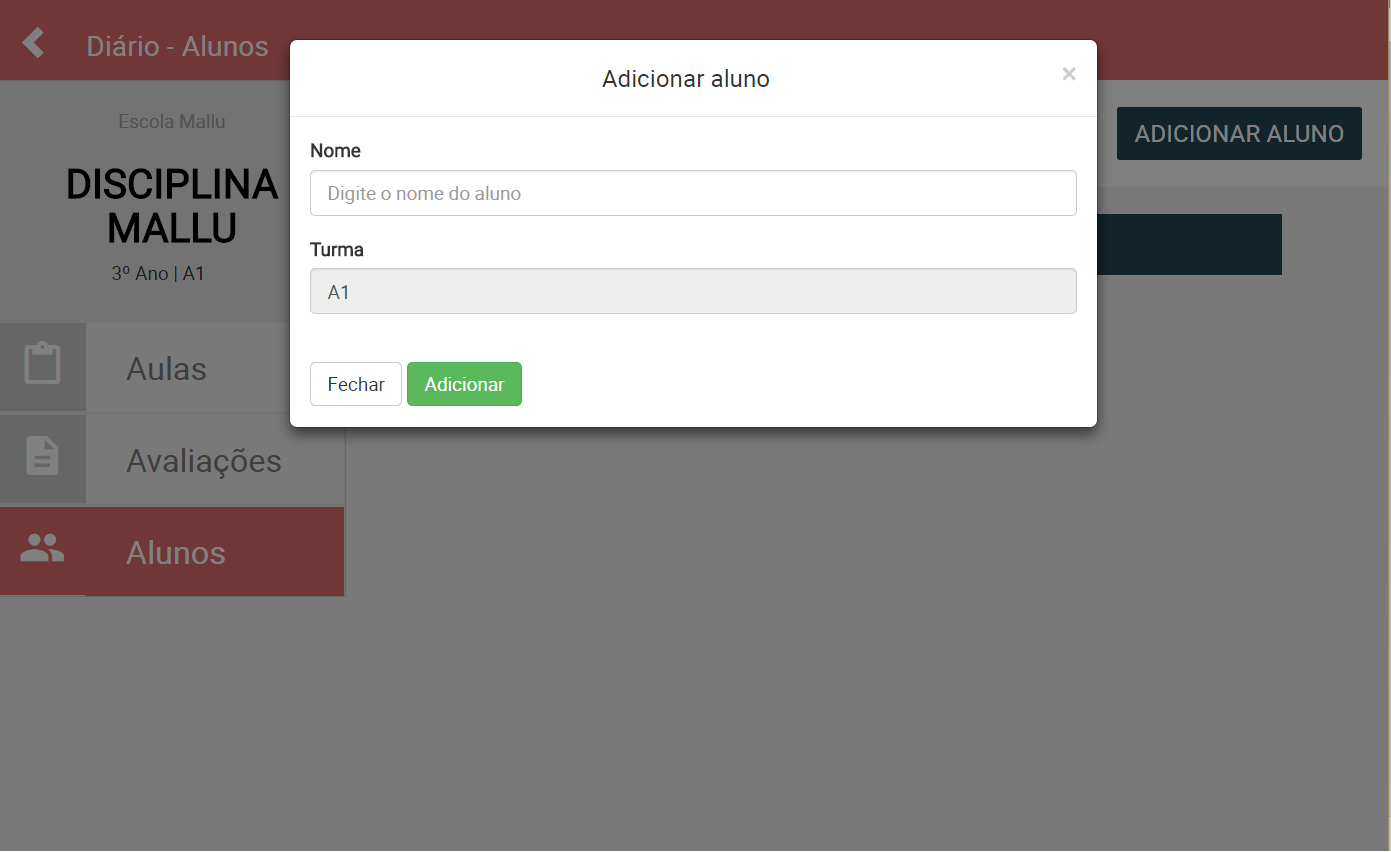 Diário - Alunos
Adicionar aluno
×
Escola Mallu
ADICIONAR ALUNO
DISCIPLINA
MALLU
3º Ano | A1
Nome
Digite o nome do aluno
Turma
A1
Fechar
Adicionar
Aulas
Avaliações
Alunos